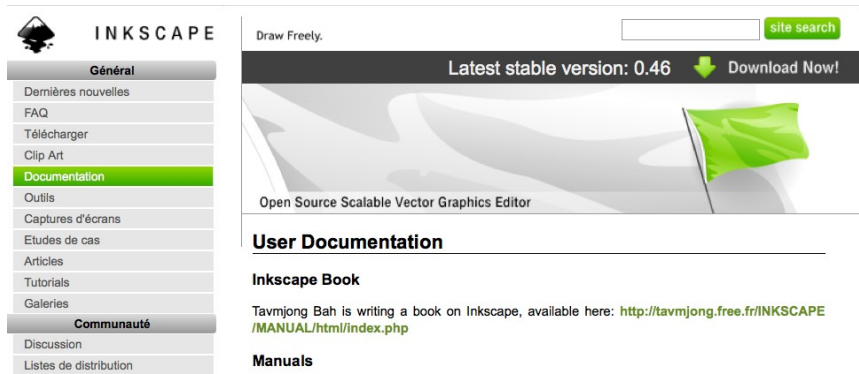 INKSCAPE
Draw Freely.
site search
Latest stable version: 0.46
Download Now!
Général
Dernières nouvelles
FAQ
Télécharger
Clip Art
Documentation
Outils
Captures d'écrans
Etudes de cas
Articles
Tutorials
Galeries
Communauté
Discussion
Listes de distribution
Open Source Scalable Vector Graphics Editor
User Documentation
Inkscape Book
Tavmjong Bah is writing a book on Inkscape, available here: http://tavmjong.free.fr/INKSCAPE
/MANUAL/html/index.php
Manuals